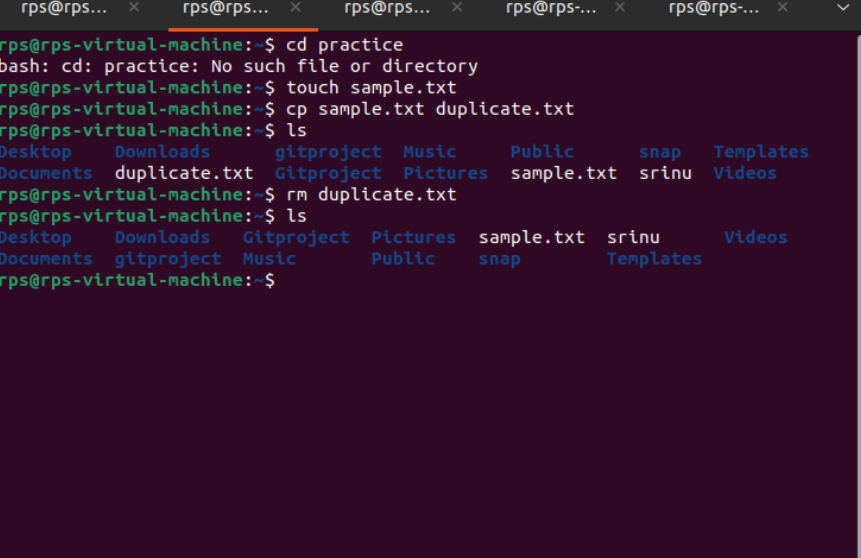 rps@rps... × rps@rps... × rps@rps... × rps@rps-... × rps@rps-... ×
rps@rps-virtual-machine:~$ cd practice
bash: cd: practice: No such file or directory
rps@rps-virtual-machine:~$ touch sample.txt
rps@rps-virtual-machine:~$ cp sample.txt duplicate.txt
rps@rps-virtual-machine:~$ ls
Desktop Downloads gitproject Music Public snap Templates
Documents duplicate.txt Gitproject Pictures sample.txt srinu Videos
rps@rps-virtual-machine:~$ rm duplicate.txt
rps@rps-virtual-machine:~$ ls
Desktop Downloads Gitproject Pictures sample.txt srinu Videos
Documents gitproject Music Public snap Templates
rps@rps-virtual-machine:~$